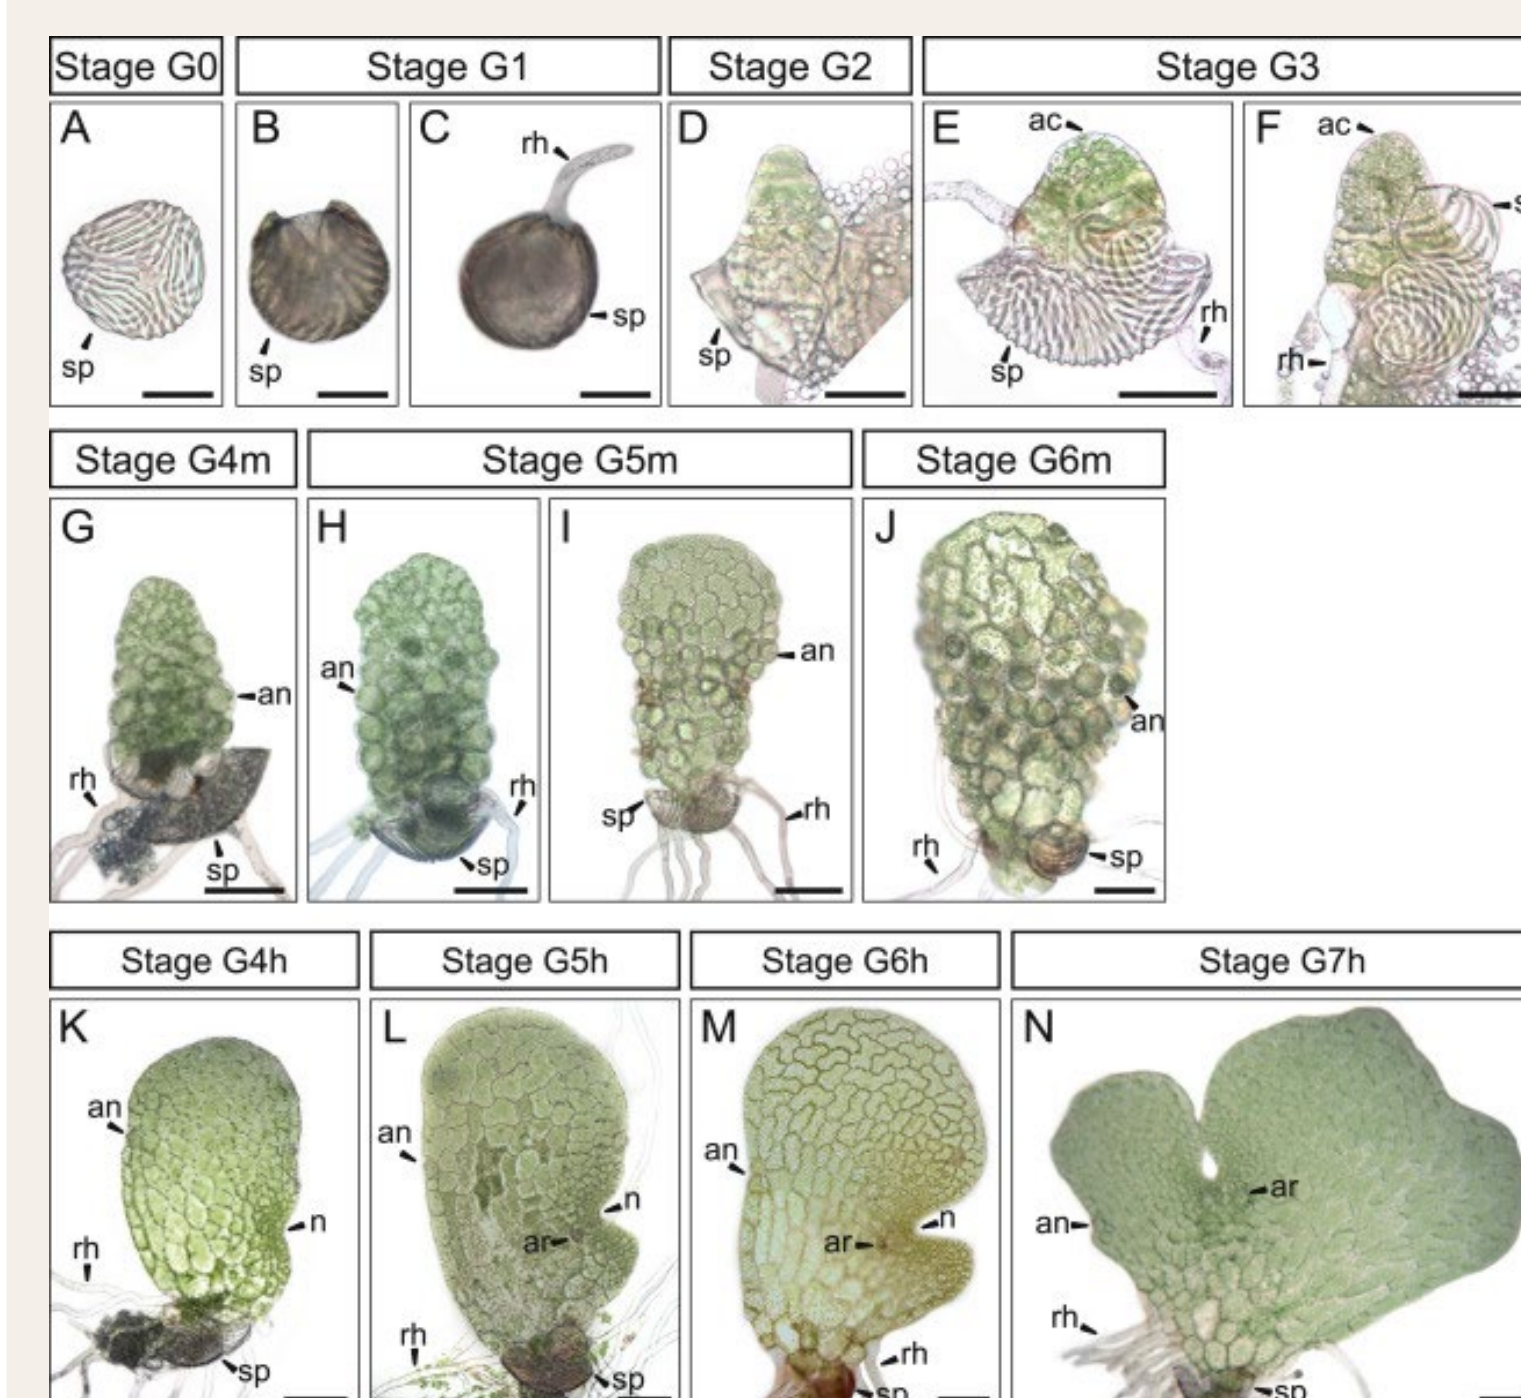 Stage G0
Stage G1
Stage G2
Stage G3
A
sp
B
sp
C
rh
sp
D
sp
E
ac
rh
sp
F
ac
rh
Stage G4m
Stage G5m
Stage G6m
G
an
rh
sp
H
an
rh
sp
I
an
sp
rh
J
an
rh
sp
Stage G4h
Stage G5h
Stage G6h
Stage G7h
K
an
n
rh
sp
L
an
n
ar
rh
sp
M
an
n
ar
rh
sp
N
ar
an
rh
sp